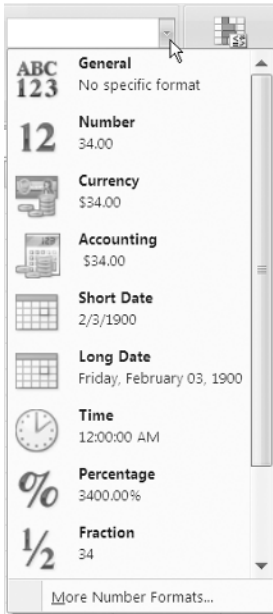 ABC
123
General
No specific format
12
Number
34.00
Currency
$34.00
Accounting
$34.00
Short Date
2/3/1900
Long Date
Friday, February 03, 1900
Time
12:00:00 AM
%
Percentage
3400.00%
1/2
Fraction
34
More Number Formats...